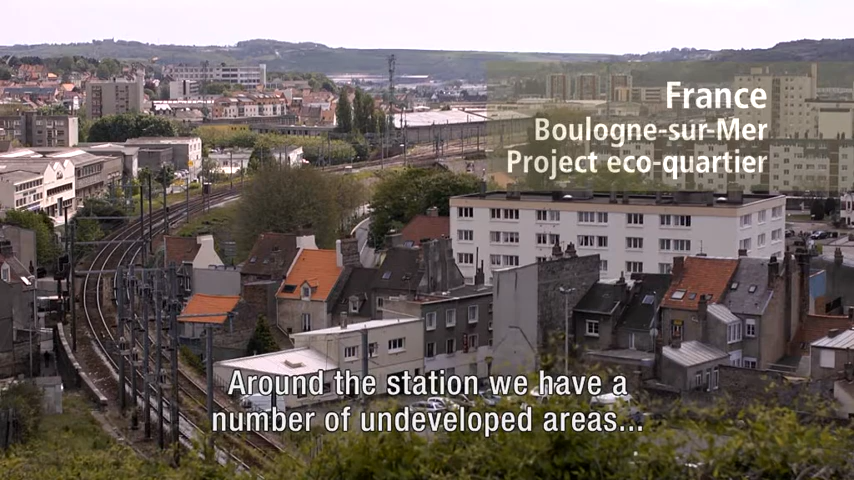 France
Boulogne-sur-Mer
Project eco-quartier
Around the station we have a
number of undeveloped areas...